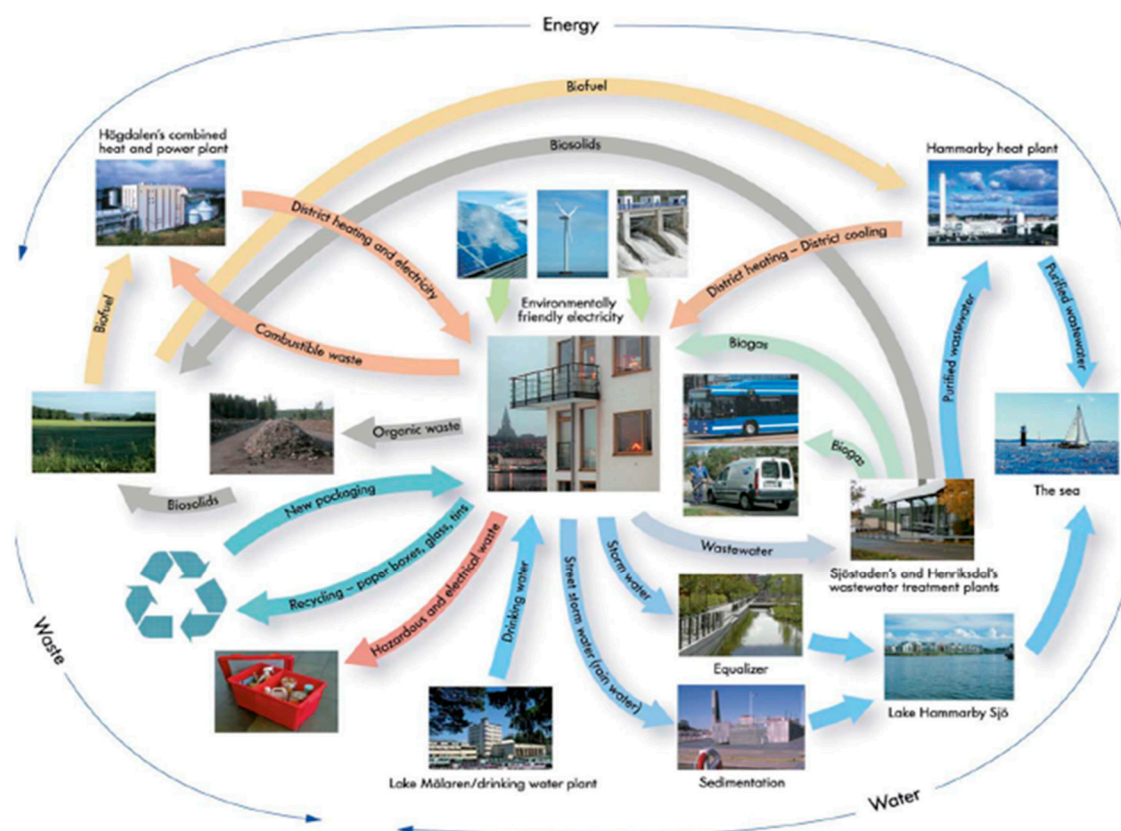 Energy
Biofuel
Högdalen's combined
heat and power plant
Biosolids
Hammarby heat plant
District heating and electricity
District heating – District cooling
Purified wastewater
Environmentally
friendly electricity
Biofuel
Combustible waste
Biogas
Purified wastewater
Organic waste
Biogas
The sea
Biosolids
New packaging
Wastewater
Sjöstaden's and Henriksdal's
wastewater treatment plants
Recycling – paper boxes, glass, tins
Hazardous and electrical waste
Drinking water
Street storm water (rain water)
Storm water
Waste
Equalizer
Lake Hammarby Sjö
Lake Mälaren/drinking water plant
Sedimentation
Water